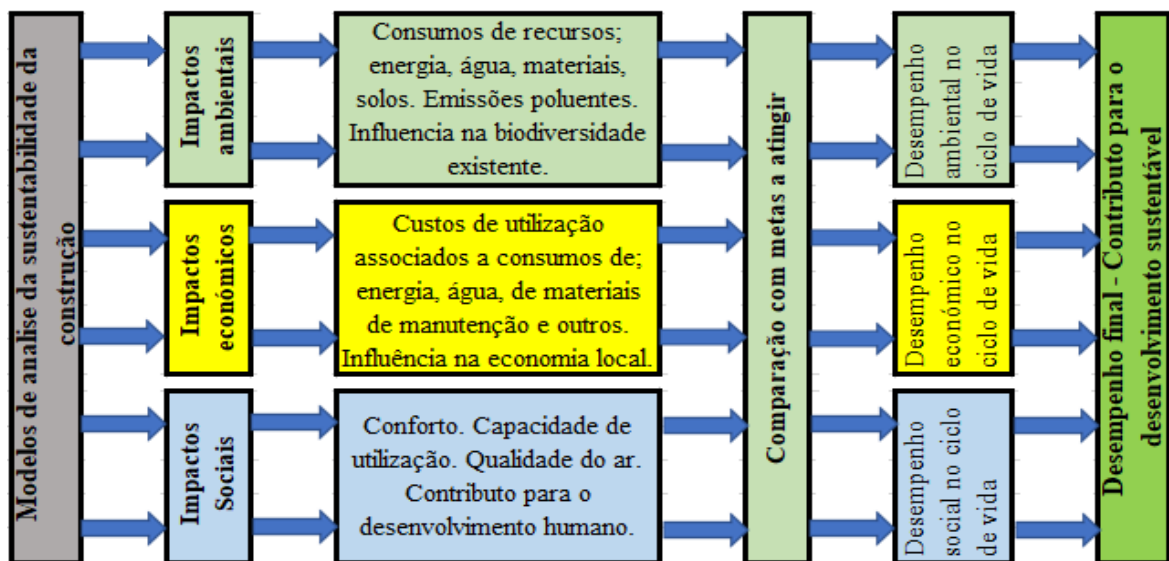 Modelos de analise da sustentabilidade da
construção
Impactos
ambientais
Consumos de recursos;
energia, água, materiais,
solos. Emissões poluentes.
Influencia na biodiversidade
existente.
Impactos
económicos
Custos de utilização
associados a consumos de;
energia, água, de materiais
de manutenção e outros.
Influência na economia local.
Impactos
Sociais
Conforto. Capacidade de
utilização. Qualidade do ar.
Contributo para o
desenvolvimento humano.
Comparação com metas a atingir
Desempenho
ambiental no
ciclo de vida
Desempenho
económico no
ciclo de vida
Desempenho
social no ciclo
de vida
Desempenho final - Contributo para o
desenvolvimento sustentável